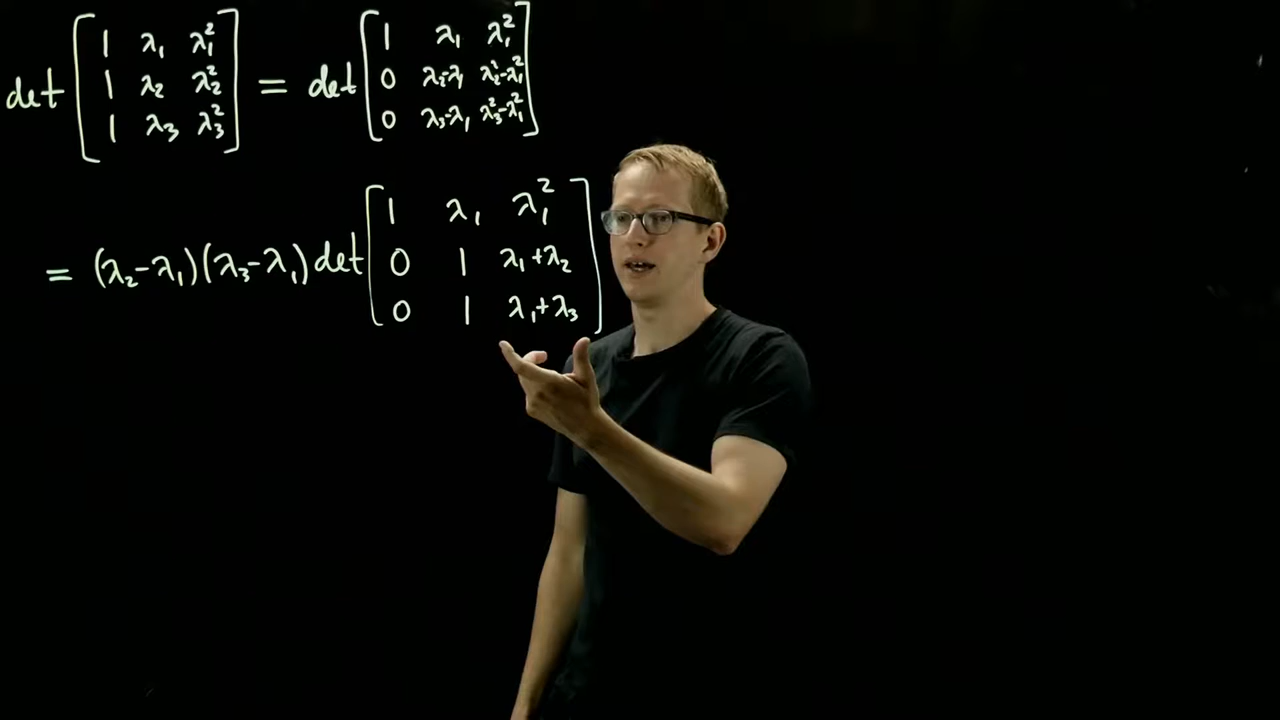 det [ 1 λ₁ λ₁² ] = det [ 1 λ₁ λ₁² ]
[ 1 λ₂ λ₂² ] [ 0 λ₂-λ₁ λ₂²-λ₁² ]
[ 1 λ₃ λ₃² ] [ 0 λ₃-λ₁ λ₃²-λ₁² ]
= (λ₂-λ₁)(λ₃-λ₁) det [ 1 λ₁ λ₁² ]
[ 0 1 λ₁+λ₂ ]
[ 0 1 λ₁+λ₃ ]